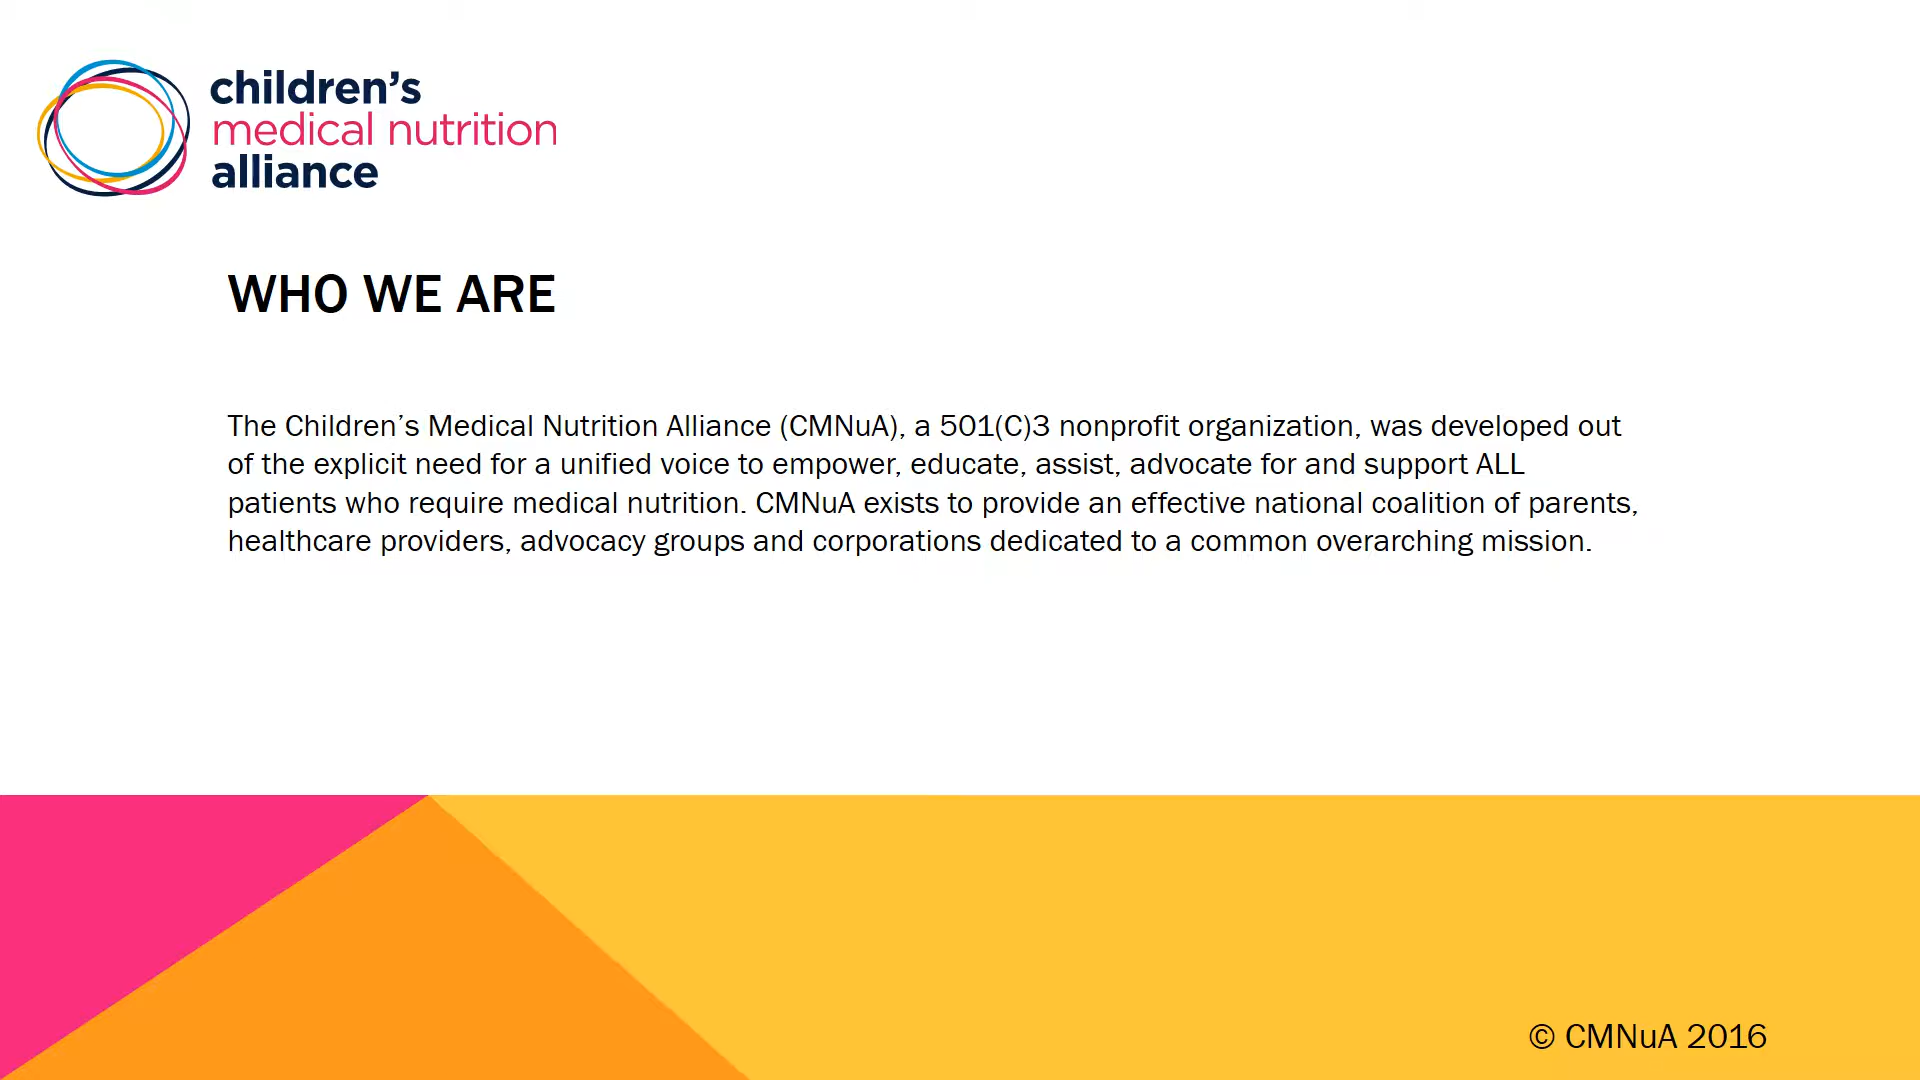 children’s
medical nutrition
alliance
WHO WE ARE
The Children’s Medical Nutrition Alliance (CMNuA), a 501(C)3 nonprofit organization, was developed out
of the explicit need for a unified voice to empower, educate, assist, advocate for and support ALL
patients who require medical nutrition. CMNuA exists to provide an effective national coalition of parents,
healthcare providers, advocacy groups and corporations dedicated to a common overarching mission.
© CMNuA 2016